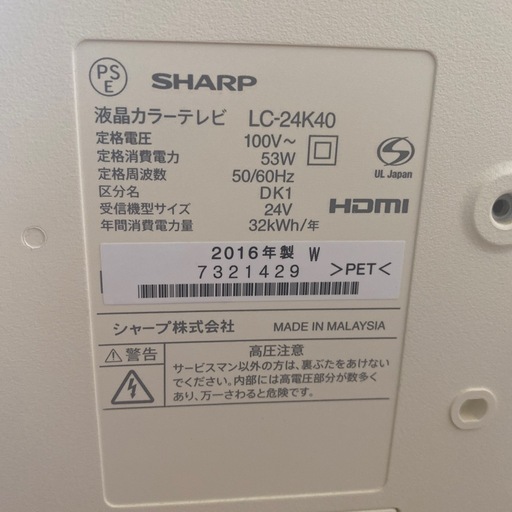 PS
E
SHARP
液晶カラーテレビ LC-24K40
定格電圧 100V～
定格消費電力 53W
定格周波数 50/60Hz
区分名 DK1
受信機型サイズ 24V
年間消費電力量 32kWh/年
S
UL Japan
HDMI
2016年製 W
7321429
>PET<
シャープ株式会社 MADE IN MALAYSIA
警告
高圧注意
サービスマン以外の方は、裏ぶたをあけない
でください。内部には高電圧部分が数多く
あり、万一さわると危険です。